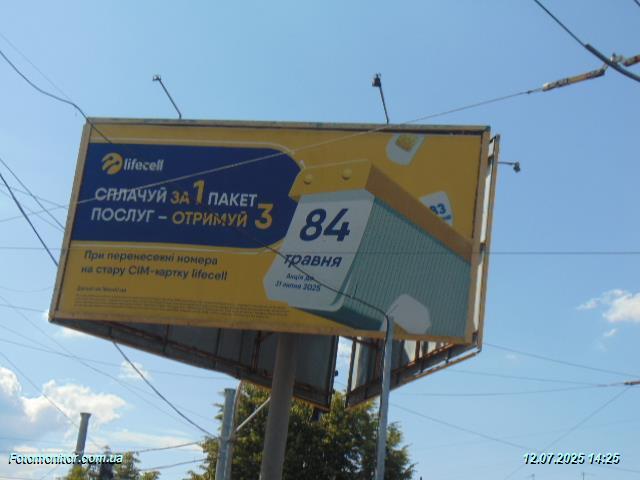 lifecell
СПЛАЧУЙ ЗА 1 ПАКЕТ
ПОСЛУГ – ОТРИМУЙ 3
При перенесенні номера
на стару СІМ-картку lifecell
84
травня
Акція до
31 липня 2025
83
Fotomonitor.com.ua
12.07.2025 14:25